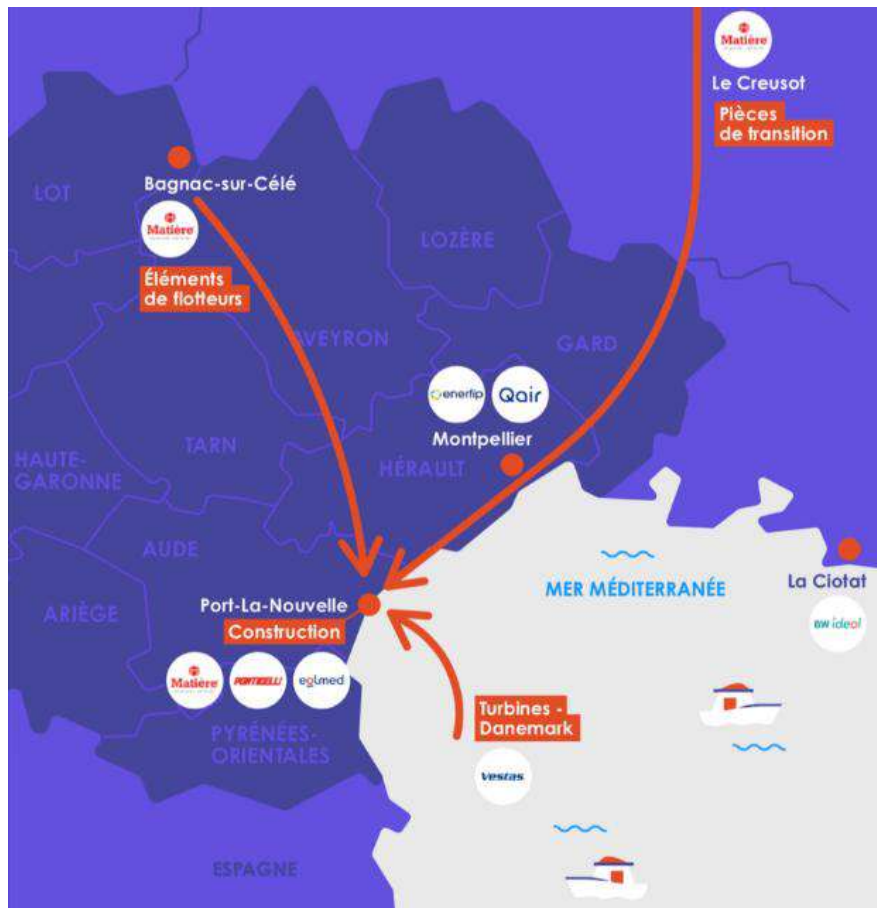 Matière
Le Creusot
Pièces
de transition
Bagnac-sur-Célé
LOT
Matière
LOZÈRE
Éléments
de flotteurs
AVEYRON
GARD
enerfip
Qair
Montpellier
TARN
HÉRAULT
HAUTE-
GARONNE
AUDE
MER MÉDITERRANÉE
La Ciotat
ARIÈGE
Port-La-Nouvelle
Construction
BW ideol
Matière
PONTICELLI
eolmed
Turbines -
Danemark
PYRÉNÉES-
ORIENTALES
Vestas
ESPAGNE